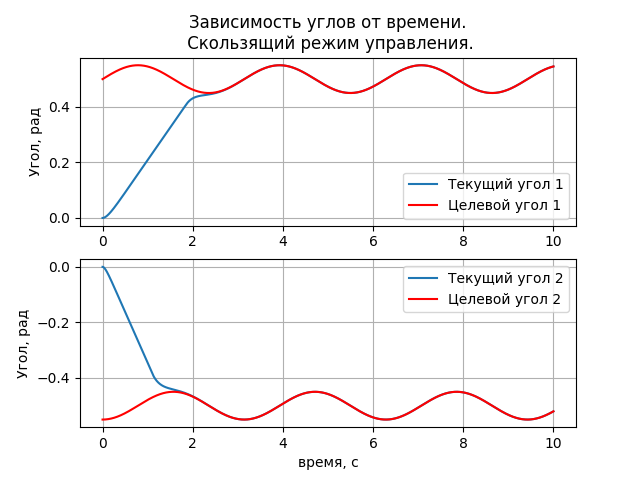 Зависимость углов от времени.
Скользящий режим управления.
Угол, рад
0.4
0.2
0.0
Текущий угол 1
Целевой угол 1
0 2 4 6 8 10
Угол, рад
0.0
−0.2
−0.4
Текущий угол 2
Целевой угол 2
0 2 4 6 8 10
время, с